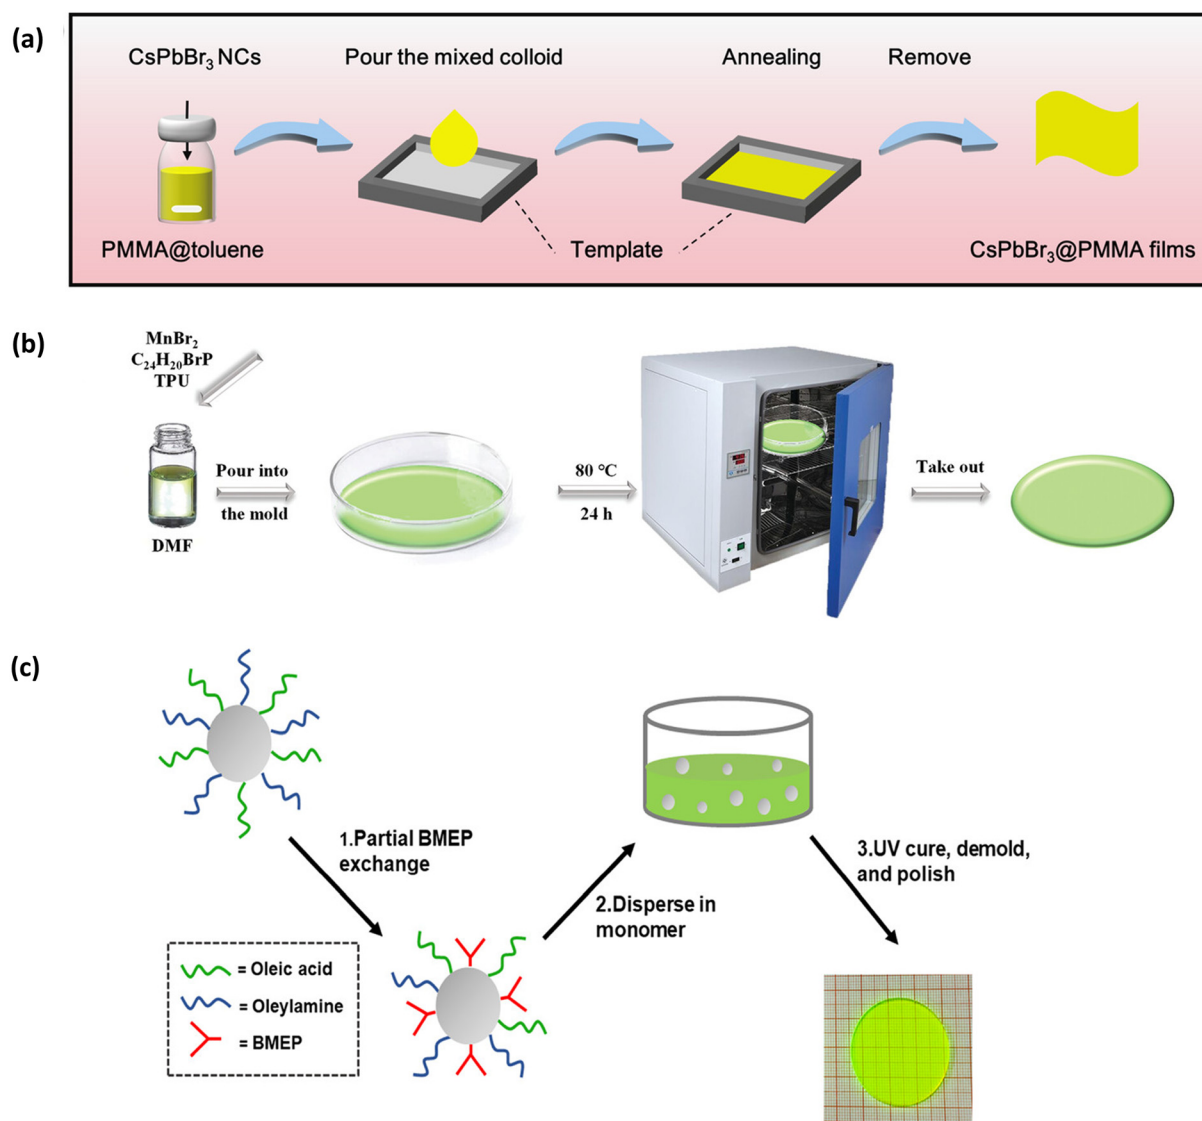 (a)
CsPbBr₃ NCs
Pour the mixed colloid
Annealing
Remove
PMMA@toluene
Template
CsPbBr₃@PMMA films
(b)
MnBr₂
C₂₄H₂₀BrP
TPU
Pour into
the mold
DMF
80 °C
24 h
Take out
(c)
1.Partial BMEP
exchange
2.Disperse in
monomer
3.UV cure, demold,
and polish
= Oleic acid
= Oleylamine
= BMEP